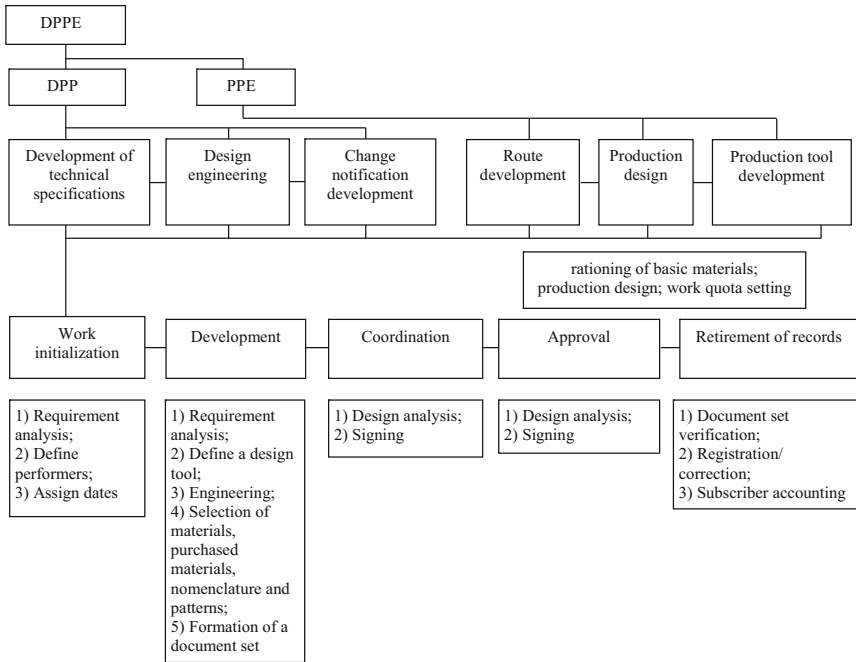 DPPE
DPP
PPE
Development of
technical
specifications
Design
engineering
Change
notification
development
Route
development
Production
design
Production tool
development
rationing of basic materials;
production design; work quota setting
Work
initialization
Development
Coordination
Approval
Retirement of records
1) Requirement
analysis;
2) Define
performers;
3) Assign dates
1) Requirement
analysis;
2) Define a design
tool;
3) Engineering;
4) Selection of
materials,
purchased
materials,
nomenclature and
patterns;
5) Formation of a
document set
1) Design analysis;
2) Signing
1) Design analysis;
2) Signing
1) Document set
verification;
2) Registration/
correction;
3) Subscriber accounting